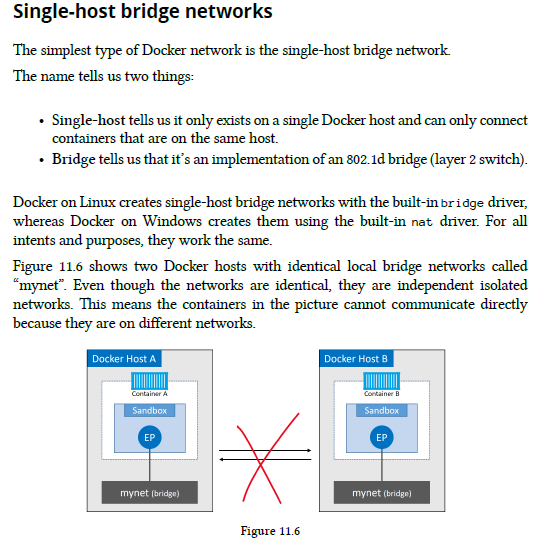 Single-host bridge networks
The simplest type of Docker network is the single-host bridge network.
The name tells us two things:
• Single-host tells us it only exists on a single Docker host and can only connect
containers that are on the same host.
• Bridge tells us that it’s an implementation of an 802.1d bridge (layer 2 switch).
Docker on Linux creates single-host bridge networks with the built-in bridge driver,
whereas Docker on Windows creates them using the built-in nat driver. For all
intents and purposes, they work the same.
Figure 11.6 shows two Docker hosts with identical local bridge networks called
“mynet”. Even though the networks are identical, they are independent isolated
networks. This means the containers in the picture cannot communicate directly
because they are on different networks.
Docker Host A
Container A
Sandbox
EP
mynet (bridge)
Docker Host B
Container B
Sandbox
EP
mynet (bridge)
Figure 11.6